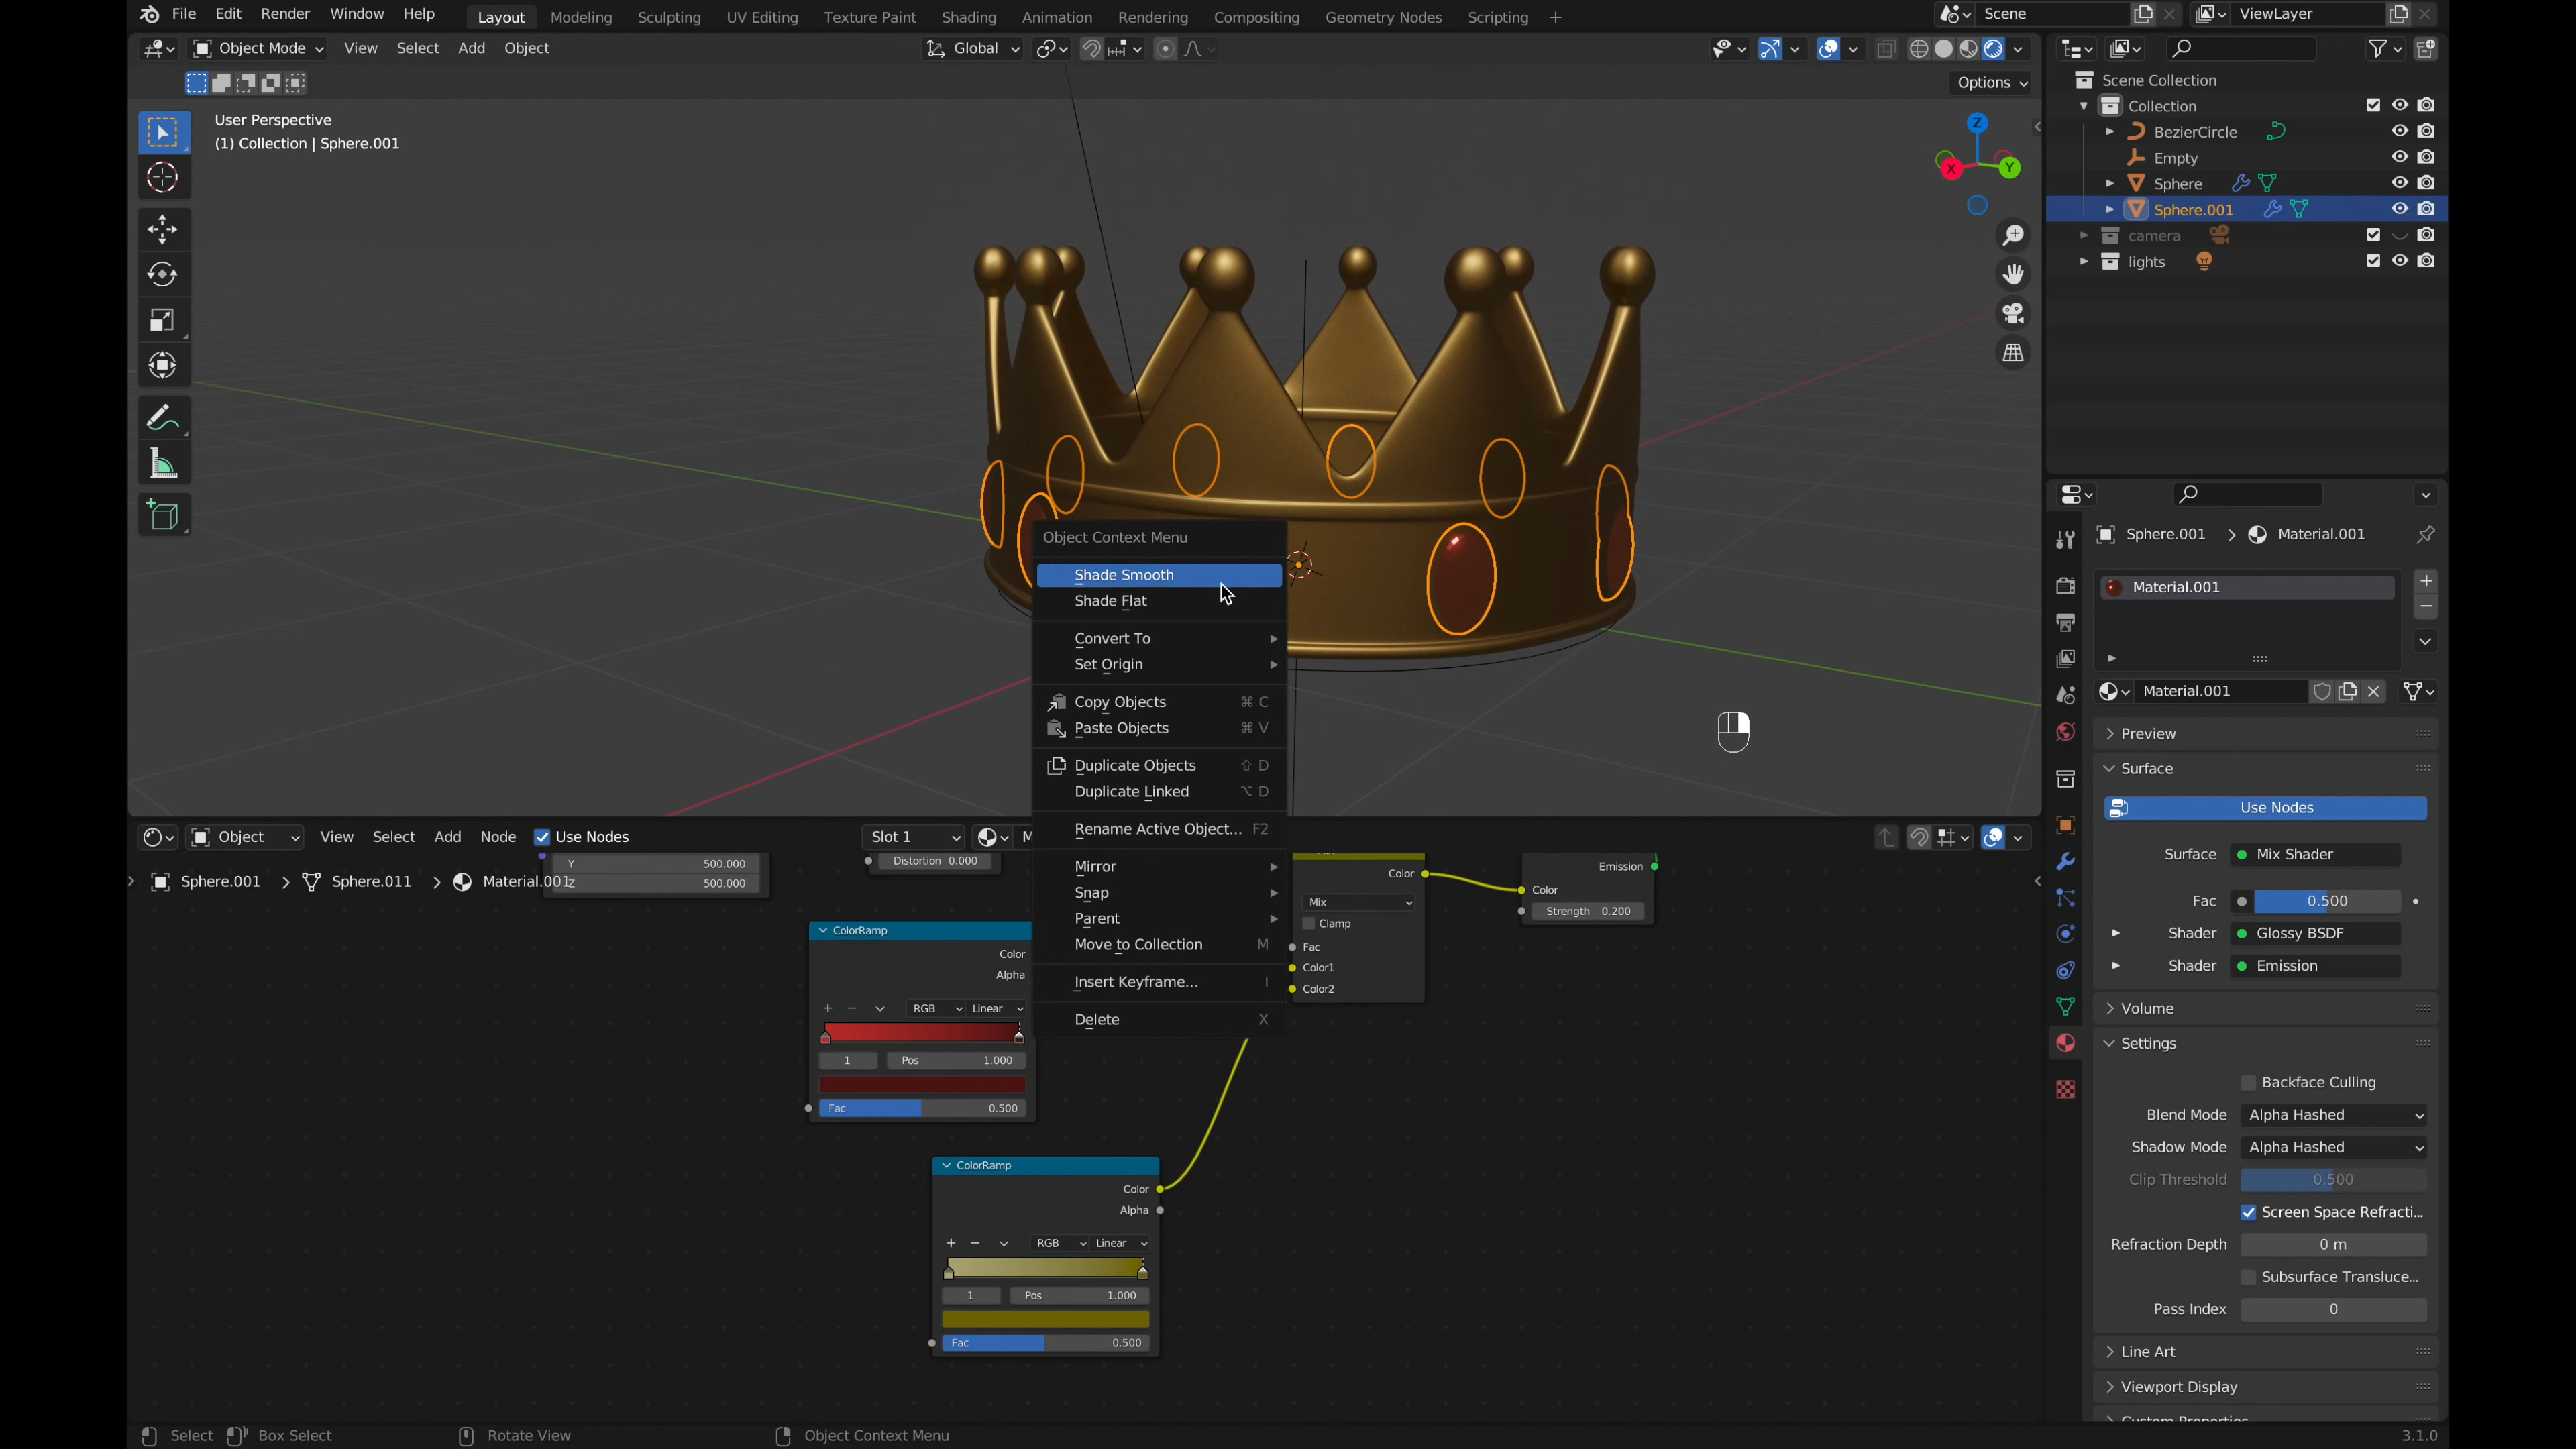 File Edit Render Window Help Layout Modeling Sculpting UV Editing Texture Paint Shading Animation Rendering Compositing Geometry Nodes Scripting + Scene ViewLayer
Object Mode View Select Add Object Global
Options
User Perspective
(1) Collection | Sphere.001
Z
X
Y
Scene Collection
Collection
BezierCircle
Empty
Sphere
Sphere.001
camera
lights
Object Context Menu
Shade Smooth
Shade Flat
Convert To
Set Origin
Copy Objects ⌘ C
Paste Objects ⌘ V
Duplicate Objects ⇧ D
Duplicate Linked ⌥ D
Rename Active Object... F2
Mirror
Snap
Parent
Move to Collection M
Insert Keyframe... I
Delete X
Sphere.001 Material.001
Material.001
Material.001
Preview
Surface
Use Nodes
Surface Mix Shader
Fac 0.500
Shader Glossy BSDF
Shader Emission
Volume
Settings
Backface Culling
Blend Mode Alpha Hashed
Shadow Mode Alpha Hashed
Clip Threshold 0.500
Screen Space Refracti...
Refraction Depth 0 m
Subsurface Transluce...
Pass Index 0
Line Art
Viewport Display
Custom Properties
Object View Select Add Node Use Nodes Slot 1 M
Y 500.000
Z 500.000
Distortion 0.000
Sphere.001 Sphere.011 Material.001
ColorRamp
Color
Alpha
RGB Linear
1 Pos 1.000
Fac 0.500
Color
Mix
Clamp
Fac
Color1
Color2
Emission
Color
Strength 0.200
ColorRamp
Color
Alpha
RGB Linear
1 Pos 1.000
Fac 0.500
Select Box Select Rotate View Object Context Menu 3.1.0